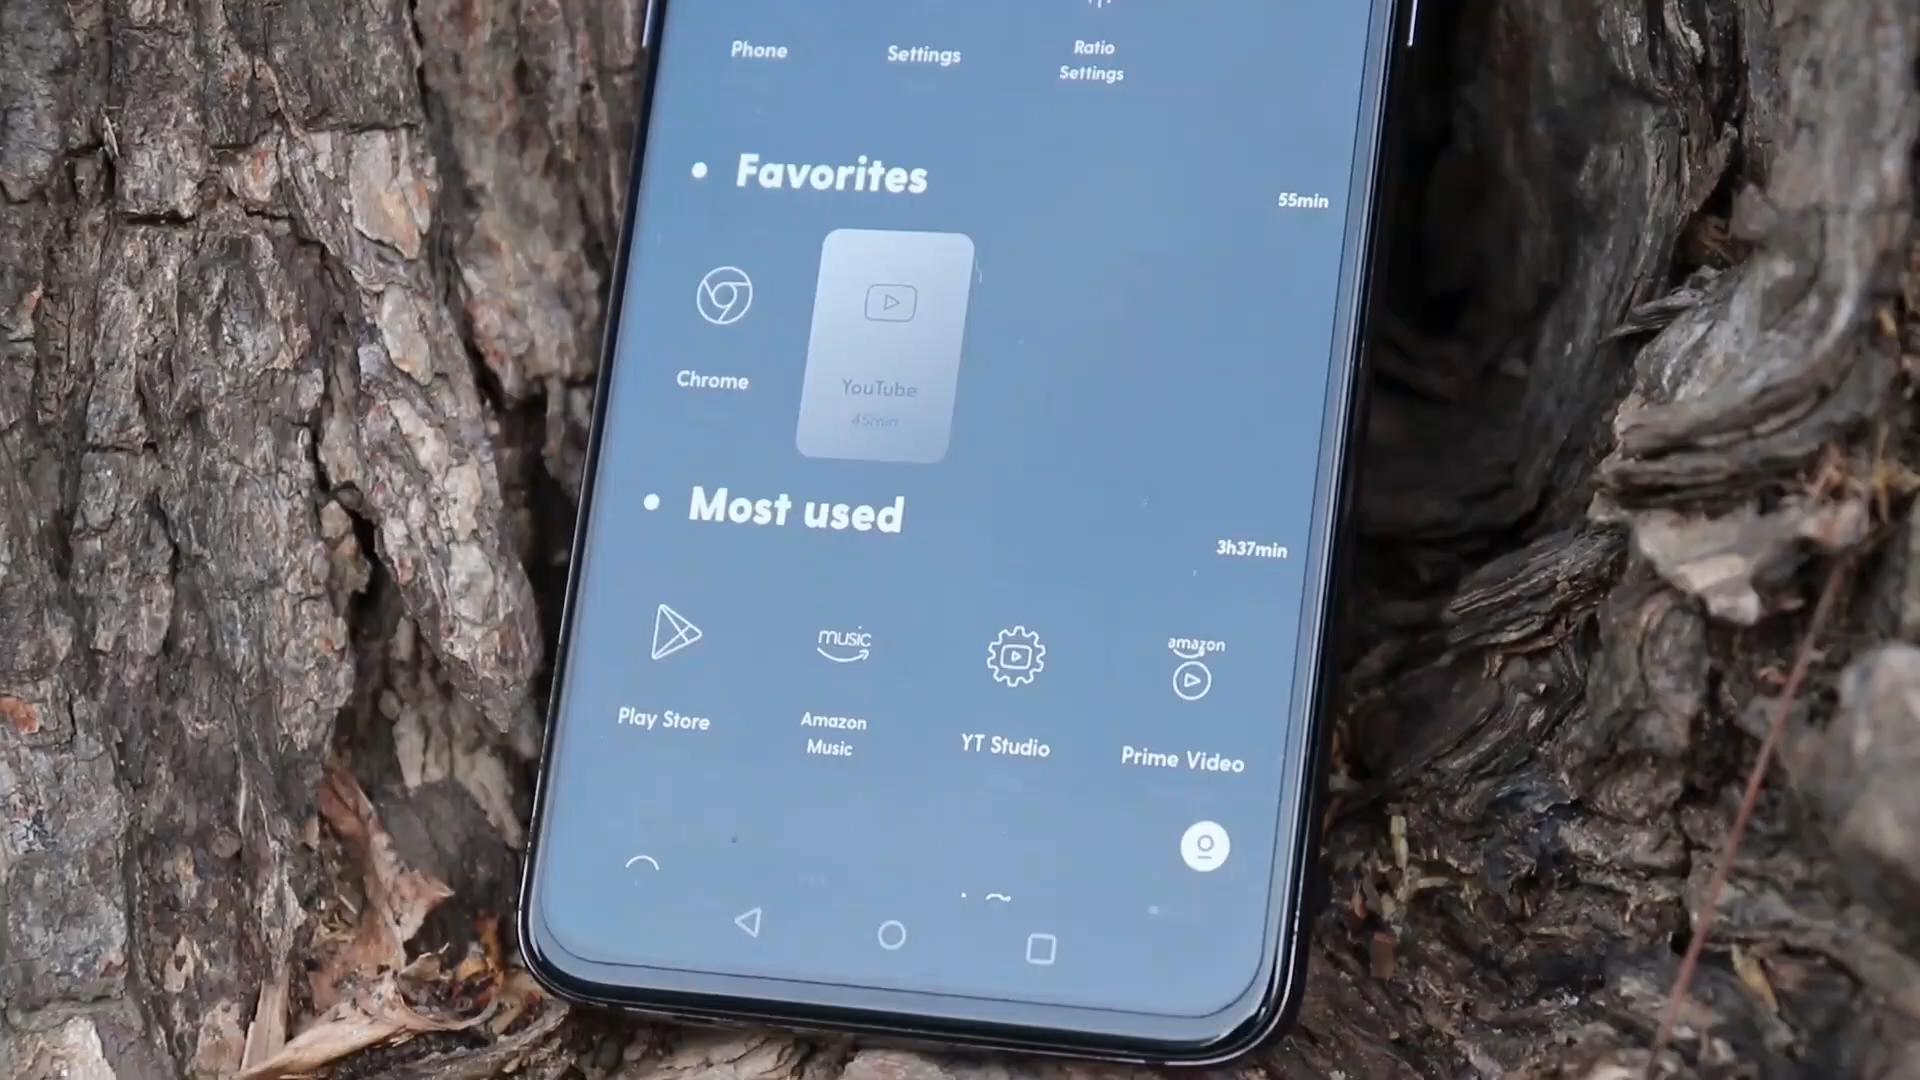 Phone
Settings
Ratio
Settings
Favorites
55min
Chrome
YouTube
45min
Most used
3h37min
music
amazon
Play Store
Amazon
Music
YT Studio
Prime Video